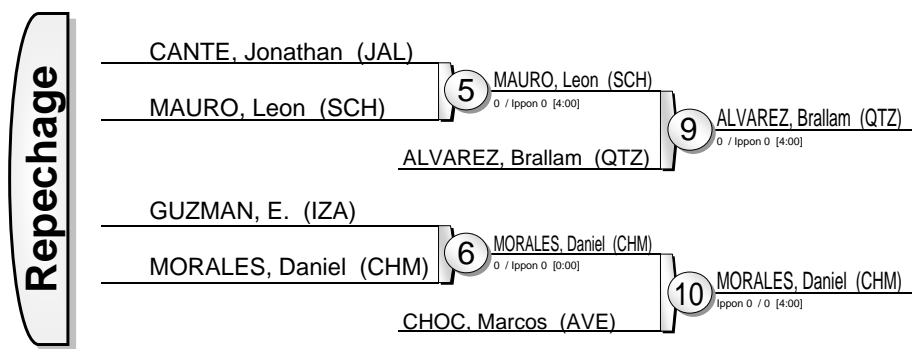 Repechage
CANTE, Jonathan (JAL)
MAURO, Leon (SCH)
5
MAURO, Leon (SCH)
0 / Ippon 0 [4:00]
ALVAREZ, Brallam (QTZ)
9
ALVAREZ, Brallam (QTZ)
0 / Ippon 0 [4:00]
GUZMAN, E. (IZA)
MORALES, Daniel (CHM)
6
MORALES, Daniel (CHM)
0 / Ippon 0 [0:00]
CHOC, Marcos (AVE)
10
MORALES, Daniel (CHM)
Ippon 0 / 0 [4:00]